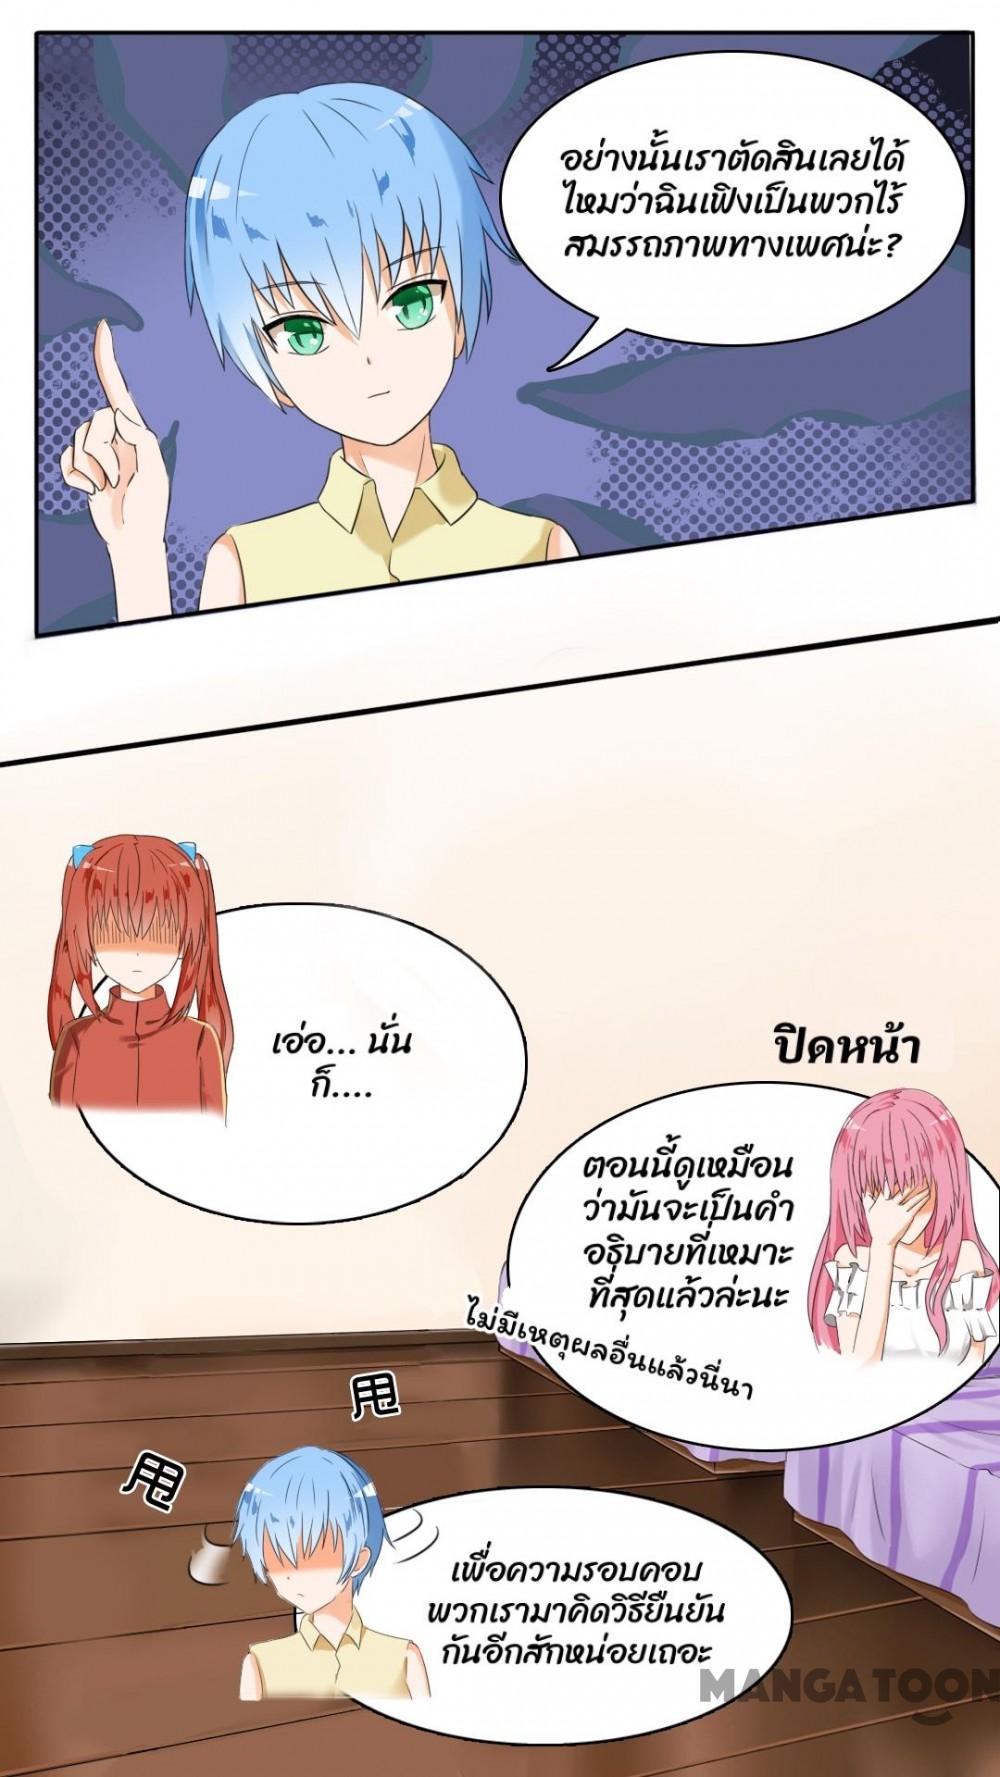 อย่างนั้นเราตัดสินเลยได้
ไหมว่าฉินเฟิงเป็นพวกไร้
สมรรถภาพทางเพศน่ะ?
เอ่อ... นั่น
ก็....
ปิดหน้า
ตอนนี้ดูเหมือน
ว่ามันจะเป็นคำ
อธิบายที่เหมาะ
ที่สุดแล้วล่ะนะ
ไม่มีเหตุผลอื่นแล้วนี่นา
甩
甩
เพื่อความรอบคอบ
พวกเรามาคิดวิธียืนยัน
กันอีกสักหน่อยเถอะ
MANGATOON